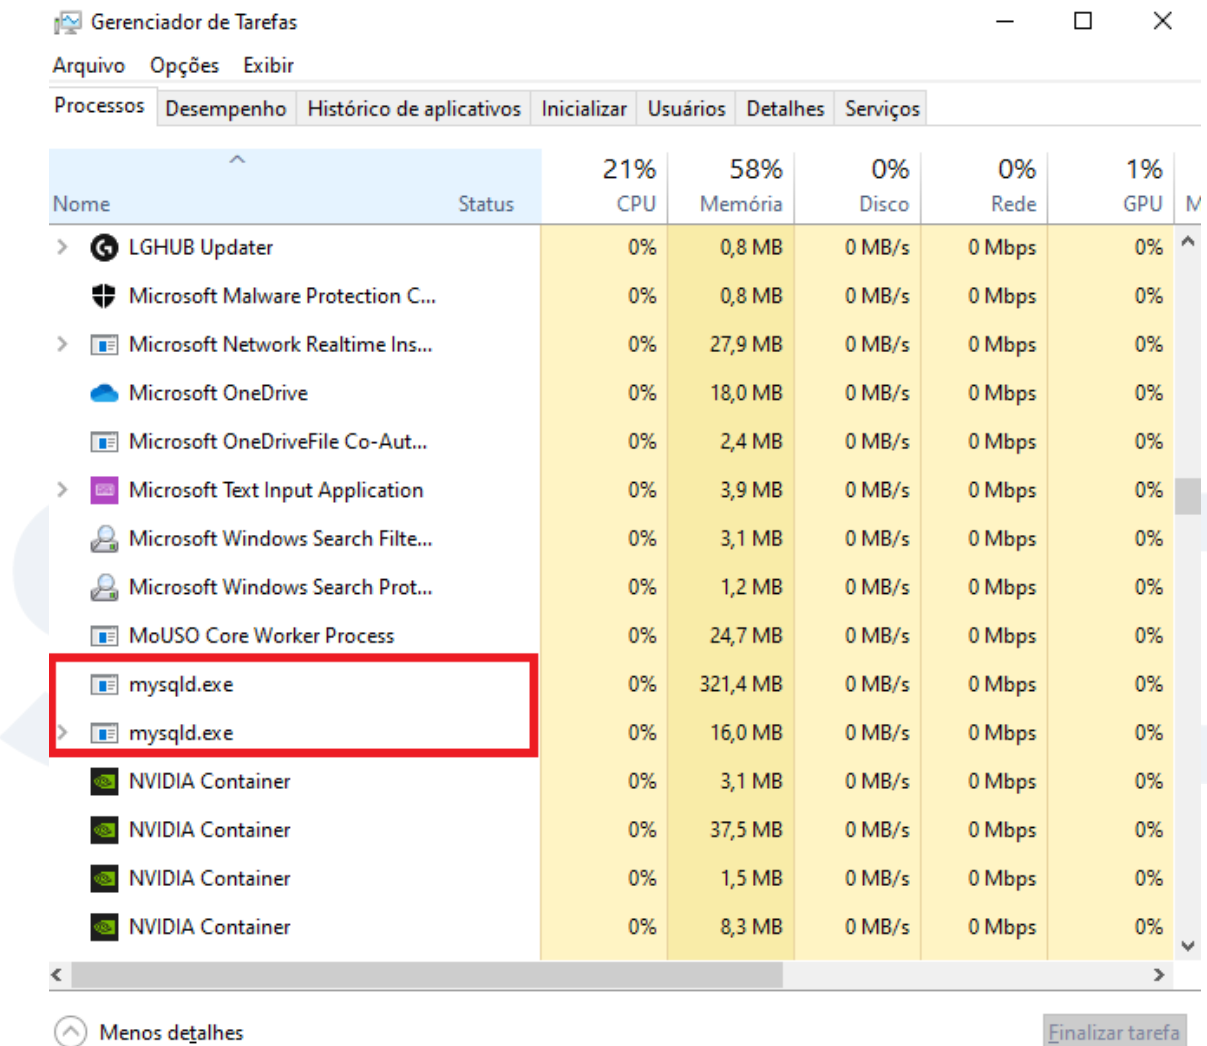 Gerenciador de Tarefas
Arquivo Opções Exibir
Processos Desempenho Histórico de aplicativos Inicializar Usuários Detalhes Serviços
21% 58% 0% 0% 1%
Nome Status CPU Memória Disco Rede GPU M
LGHUB Updater 0% 0,8 MB 0 MB/s 0 Mbps 0%
Microsoft Malware Protection C... 0% 0,8 MB 0 MB/s 0 Mbps 0%
Microsoft Network Realtime Ins... 0% 27,9 MB 0 MB/s 0 Mbps 0%
Microsoft OneDrive 0% 18,0 MB 0 MB/s 0 Mbps 0%
Microsoft OneDriveFile Co-Aut... 0% 2,4 MB 0 MB/s 0 Mbps 0%
Microsoft Text Input Application 0% 3,9 MB 0 MB/s 0 Mbps 0%
Microsoft Windows Search Filte... 0% 3,1 MB 0 MB/s 0 Mbps 0%
Microsoft Windows Search Prot... 0% 1,2 MB 0 MB/s 0 Mbps 0%
MoUSO Core Worker Process 0% 24,7 MB 0 MB/s 0 Mbps 0%
mysqld.exe 0% 321,4 MB 0 MB/s 0 Mbps 0%
mysqld.exe 0% 16,0 MB 0 MB/s 0 Mbps 0%
NVIDIA Container 0% 3,1 MB 0 MB/s 0 Mbps 0%
NVIDIA Container 0% 37,5 MB 0 MB/s 0 Mbps 0%
NVIDIA Container 0% 1,5 MB 0 MB/s 0 Mbps 0%
NVIDIA Container 0% 8,3 MB 0 MB/s 0 Mbps 0%
Menos detalhes Finalizar tarefa